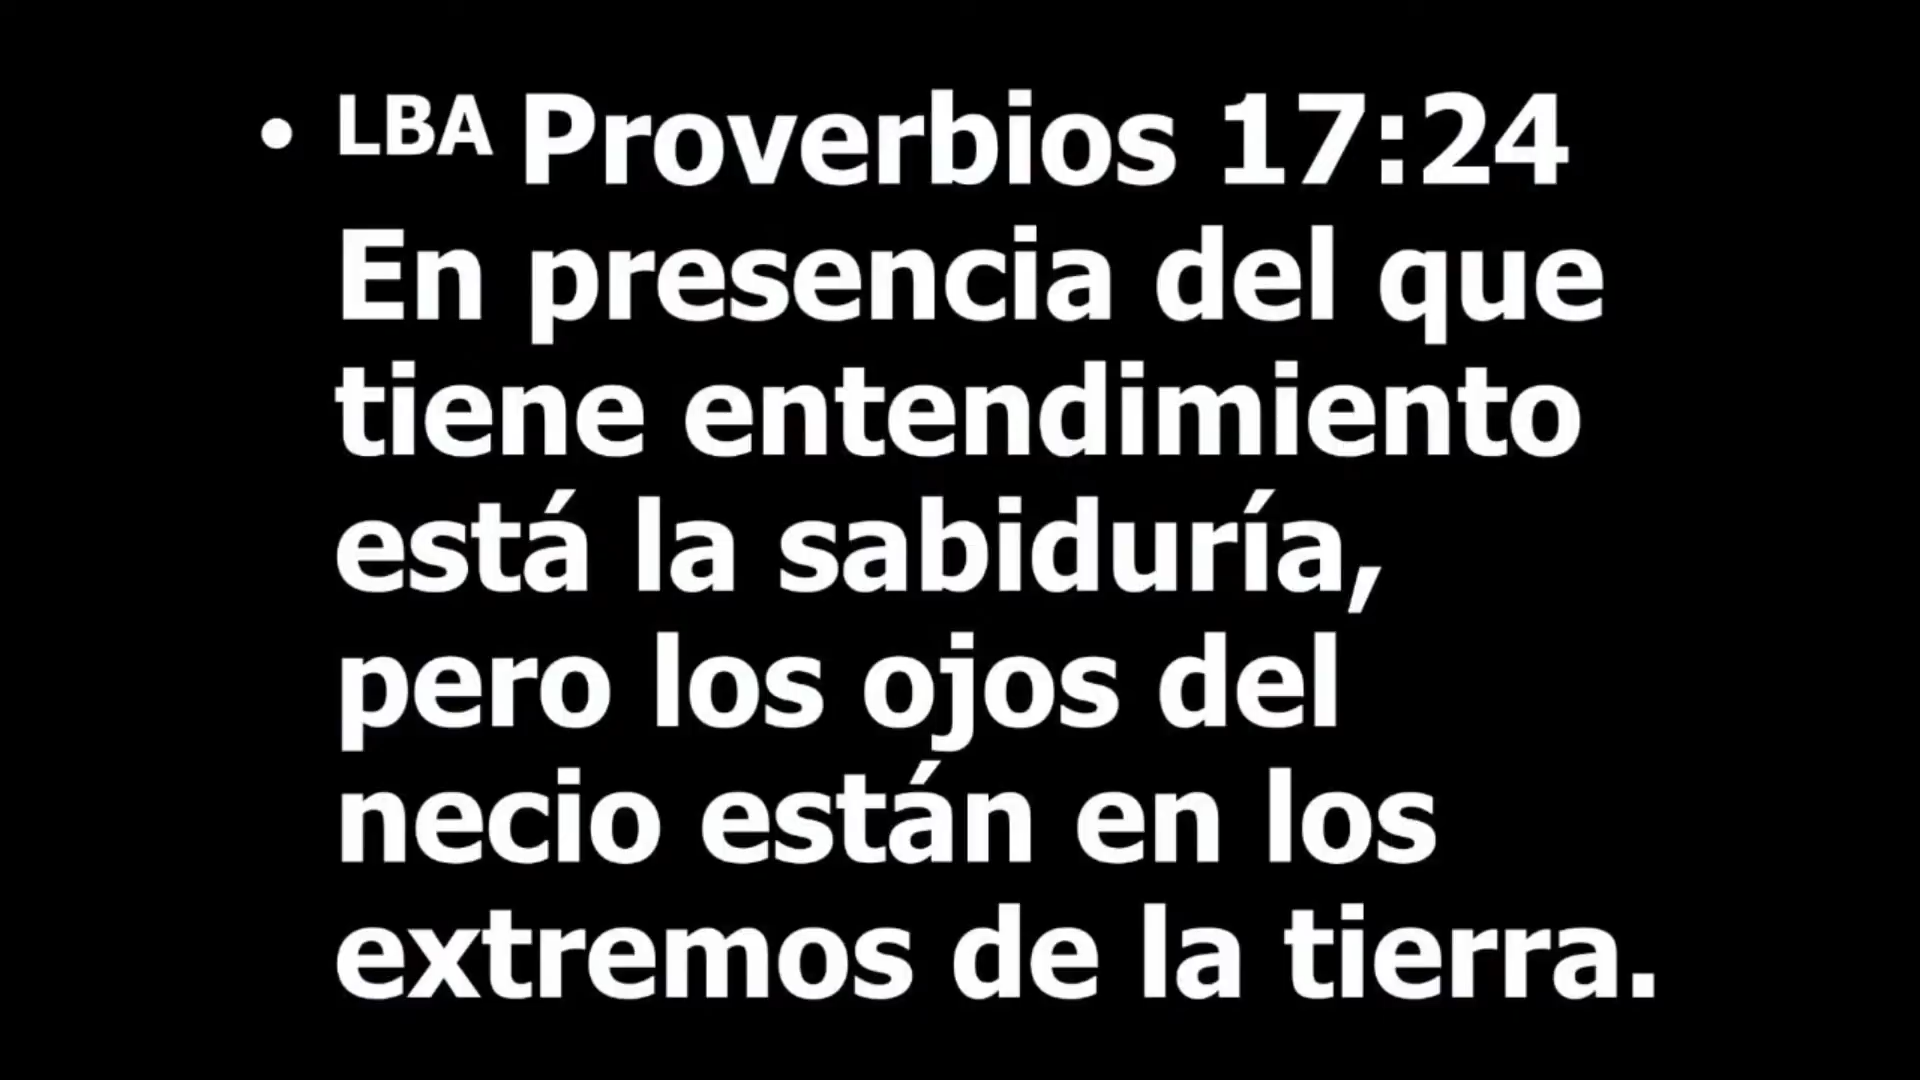 • LBA Proverbios 17:24
En presencia del que
tiene entendimiento
está la sabiduría,
pero los ojos del
necio están en los
extremos de la tierra.